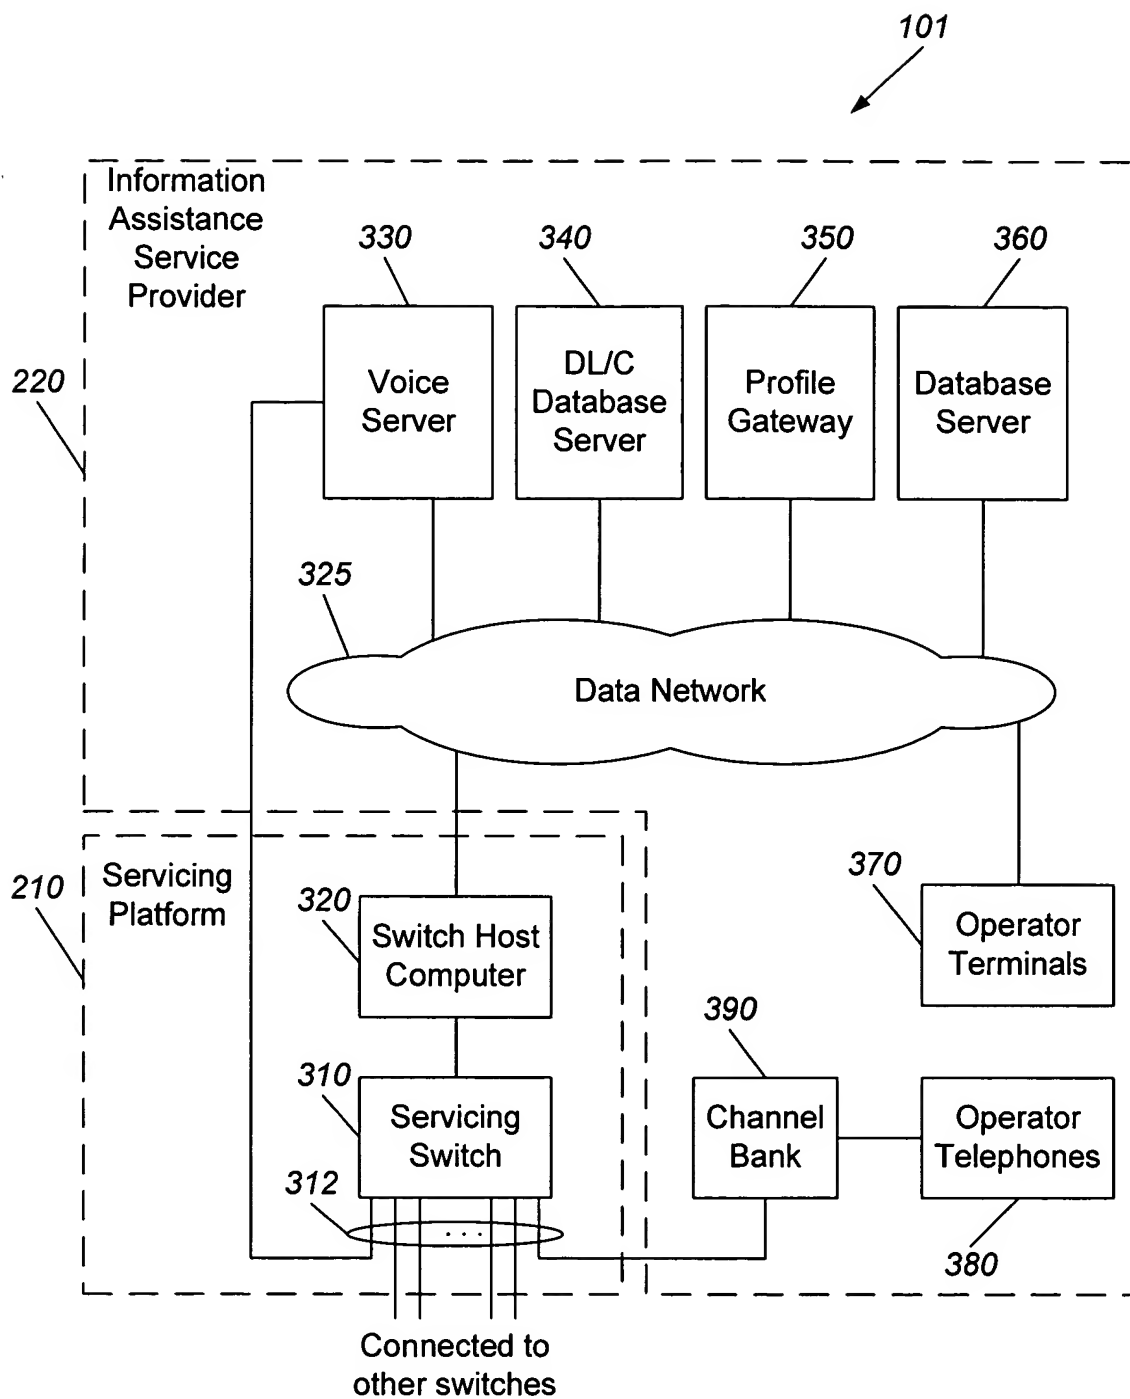 101
Information
Assistance
Service
Provider
330
340
350
360
Voice
Server
DL/C
Database
Server
Profile
Gateway
Database
Server
220
325
Data Network
210
Servicing
Platform
320
Switch Host
Computer
370
Operator
Terminals
390
310
Servicing
Switch
Channel
Bank
Operator
Telephones
312
. . .
380
Connected to
other switches